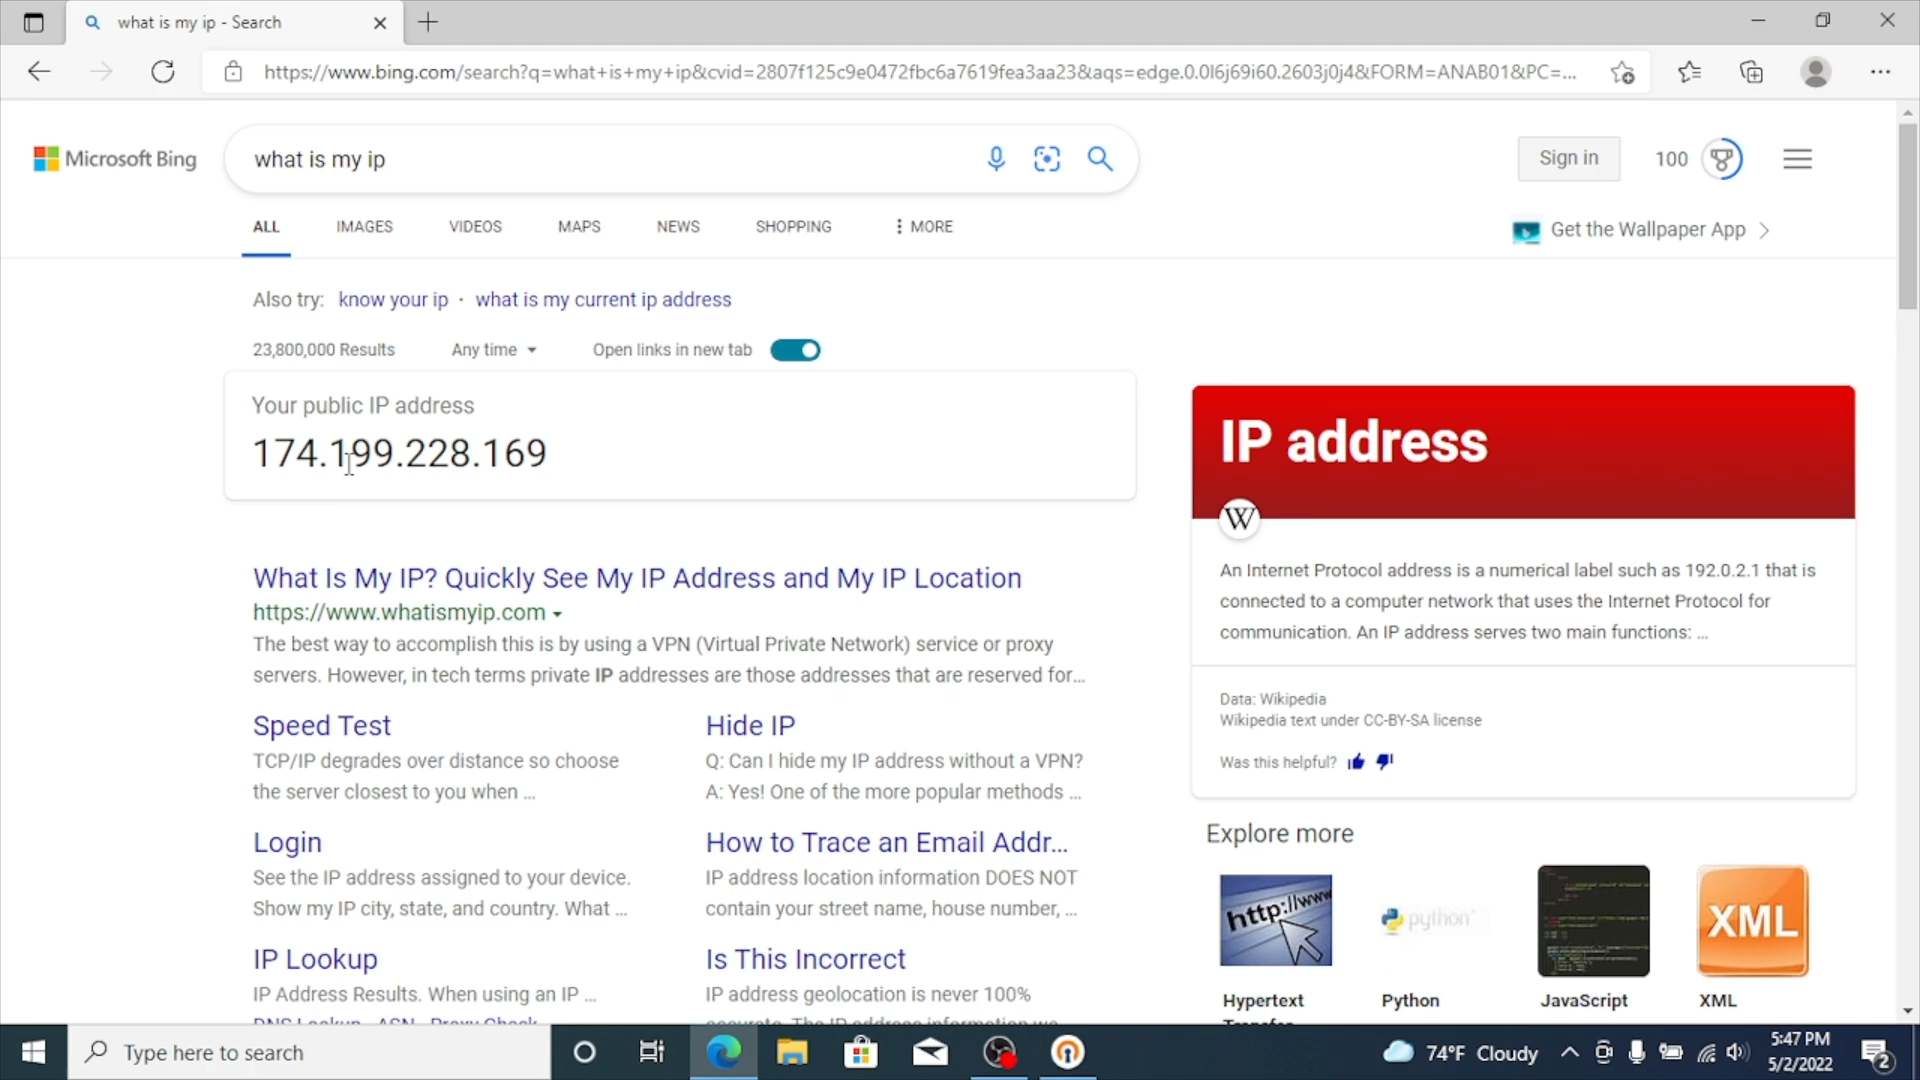 what is my ip - Search
https://www.bing.com/search?q=what+is+my+ip&cvid=2807f125c9e0472fbc6a7619fea3aa23&aqs=edge.0.0l6j69i60.2603j0j4&FORM=ANAB01&PC=...
Microsoft Bing
what is my ip
Sign in
100
ALL IMAGES VIDEOS MAPS NEWS SHOPPING MORE
Get the Wallpaper App
Also try: know your ip · what is my current ip address
23,800,000 Results Any time Open links in new tab
Your public IP address
174.199.228.169
What Is My IP? Quickly See My IP Address and My IP Location
https://www.whatismyip.com
The best way to accomplish this is by using a VPN (Virtual Private Network) service or proxy
servers. However, in tech terms private IP addresses are those addresses that are reserved for...
Speed Test
TCP/IP degrades over distance so choose
the server closest to you when ...
Hide IP
Q: Can I hide my IP address without a VPN?
A: Yes! One of the more popular methods ...
Login
See the IP address assigned to your device.
Show my IP city, state, and country. What ...
How to Trace an Email Addr...
IP address location information DOES NOT
contain your street name, house number, ...
IP Lookup
IP Address Results. When using an IP ...
DNS Lookup · ASN · Proxy Check
Is This Incorrect
IP address geolocation is never 100%
accurate. The IP address information we
IP address
W
An Internet Protocol address is a numerical label such as 192.0.2.1 that is
connected to a computer network that uses the Internet Protocol for
communication. An IP address serves two main functions: ...
Data: Wikipedia
Wikipedia text under CC-BY-SA license
Was this helpful?
Explore more
http://www
python
XML
Hypertext
Transfer
Python
JavaScript
XML
Type here to search
74°F Cloudy
5:47 PM
5/2/2022
2